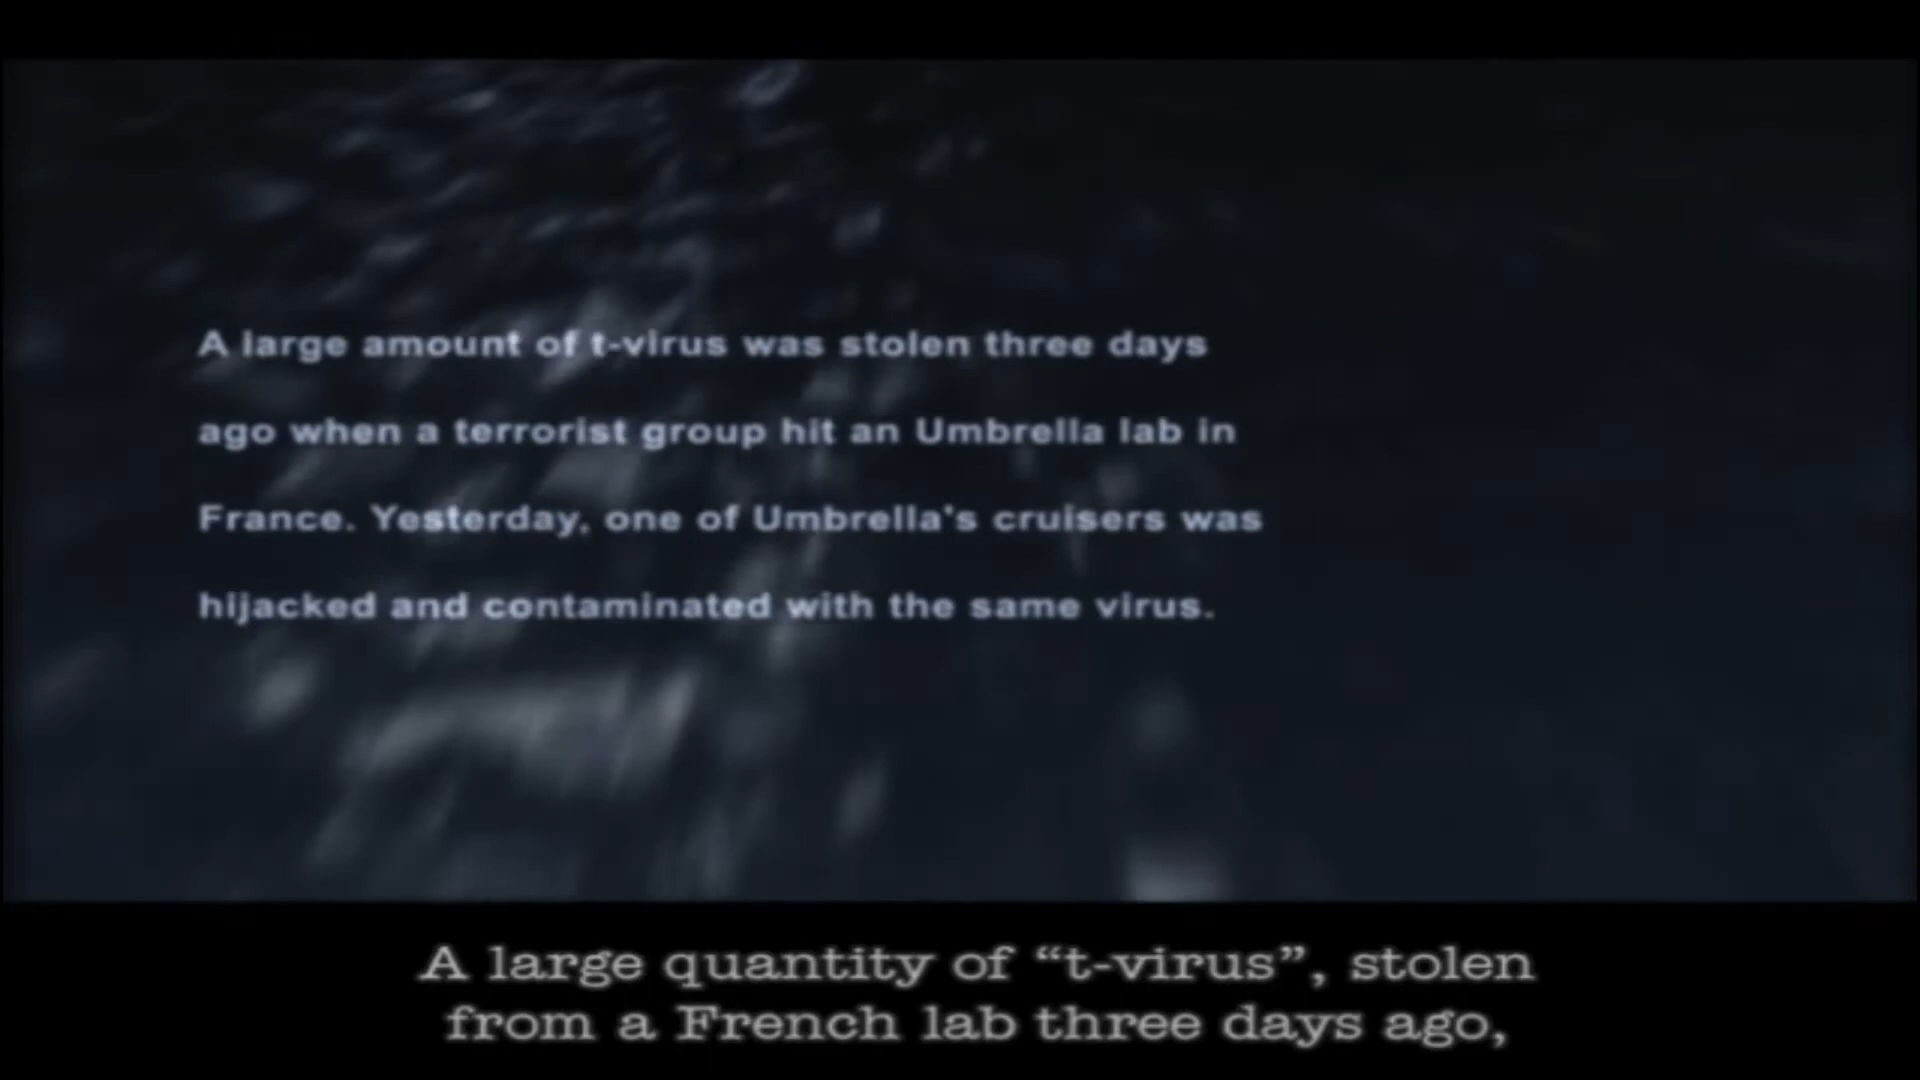 A large amount of t-virus was stolen three days
ago when a terrorist group hit an Umbrella lab in
France. Yesterday, one of Umbrella's cruisers was
hijacked and contaminated with the same virus.
A large quantity of “t-virus”, stolen
from a French lab three days ago,